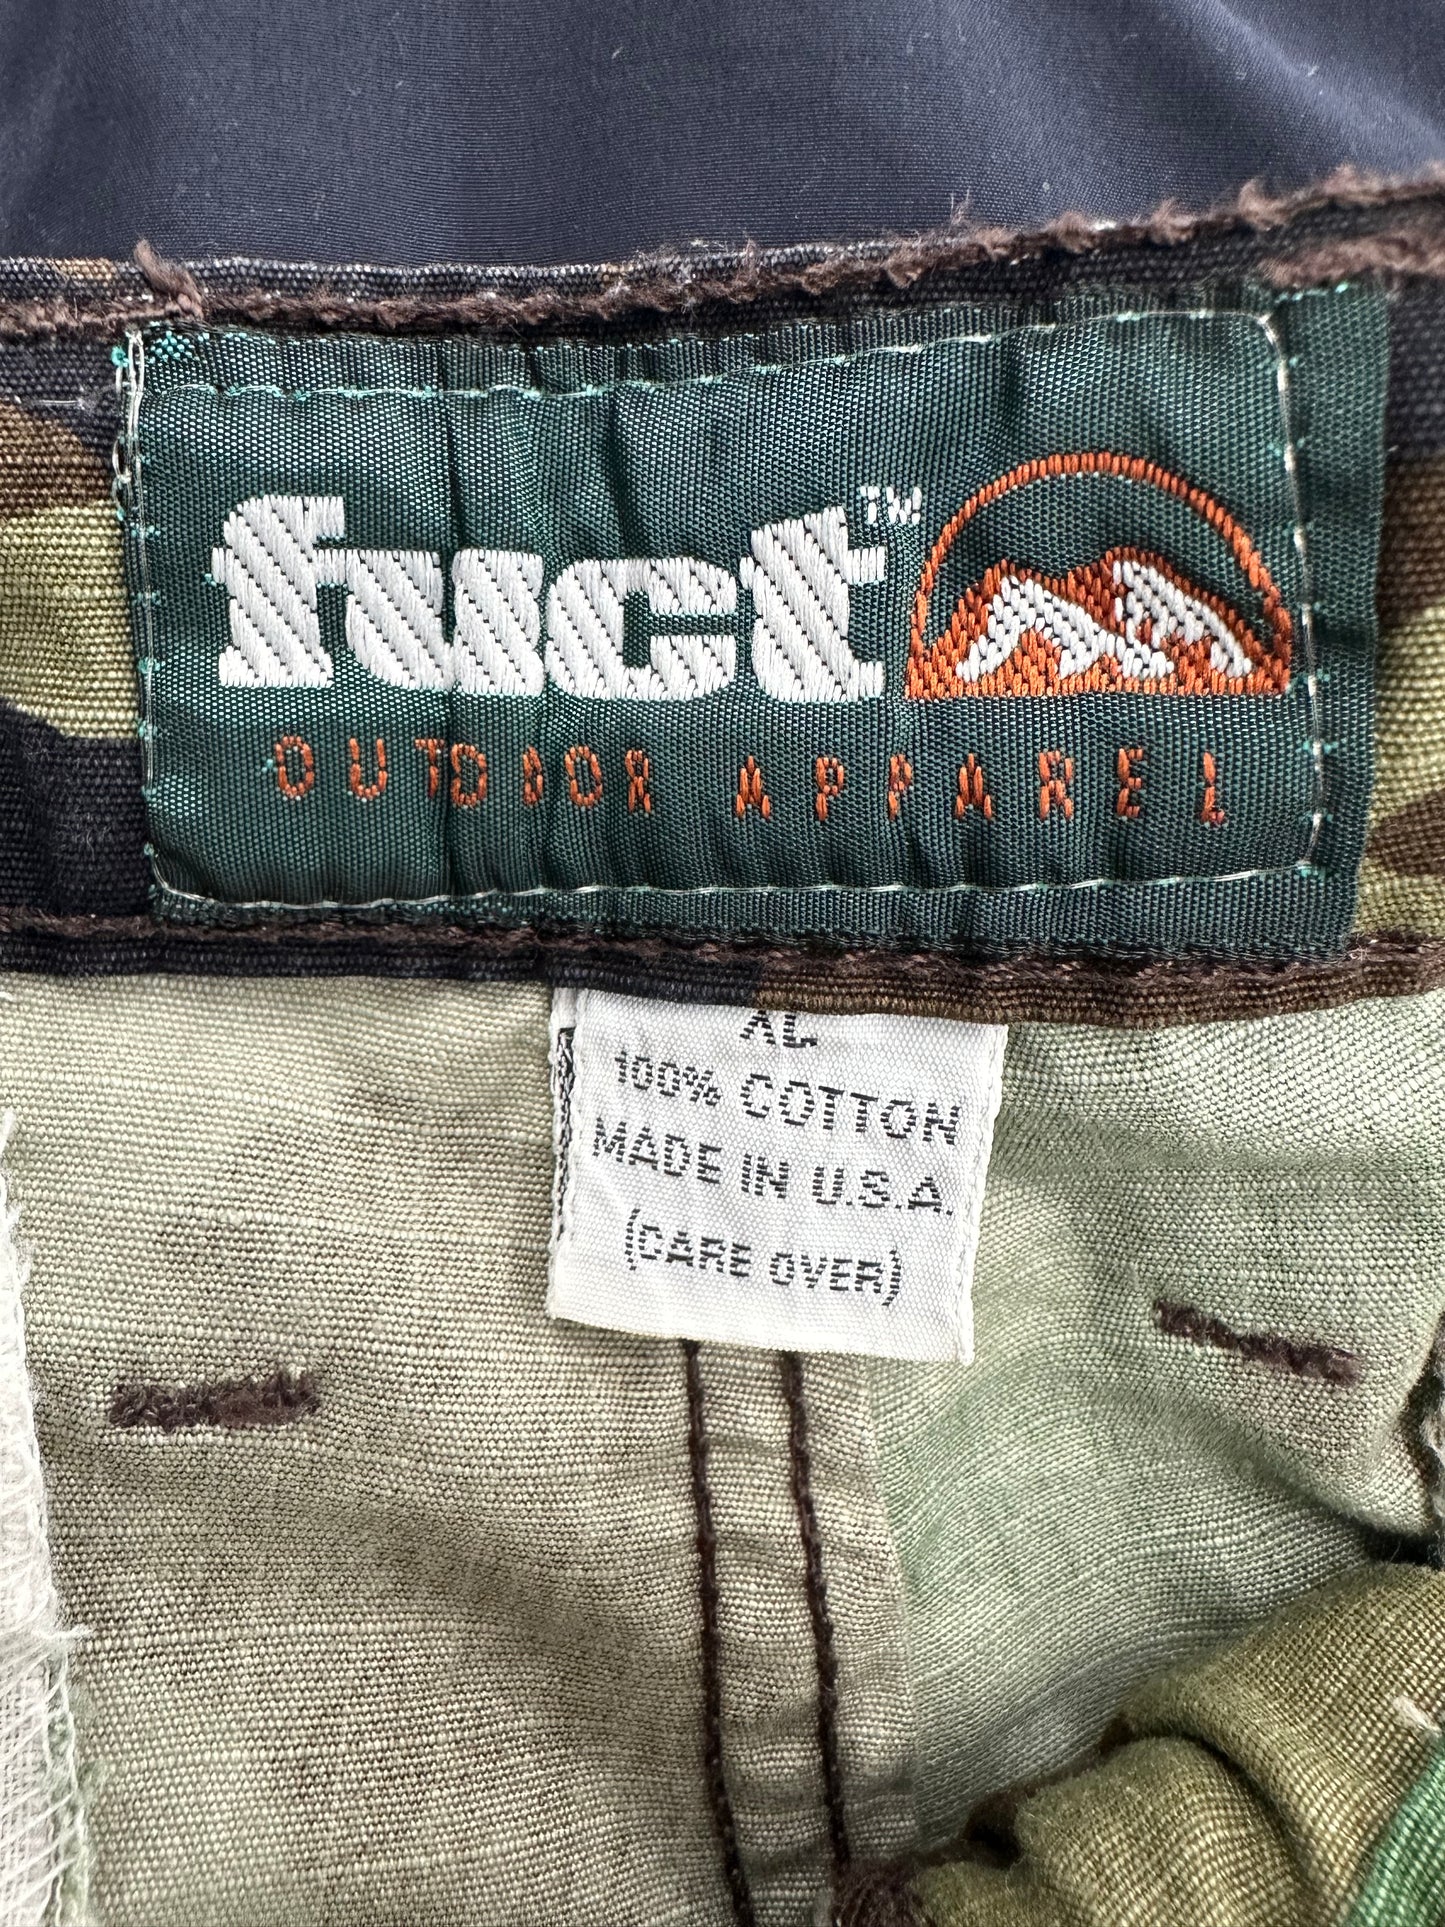 fuct™
OUTDOOR APPAREL
XL
100% COTTON
MADE IN U.S.A.
(CARE OVER)